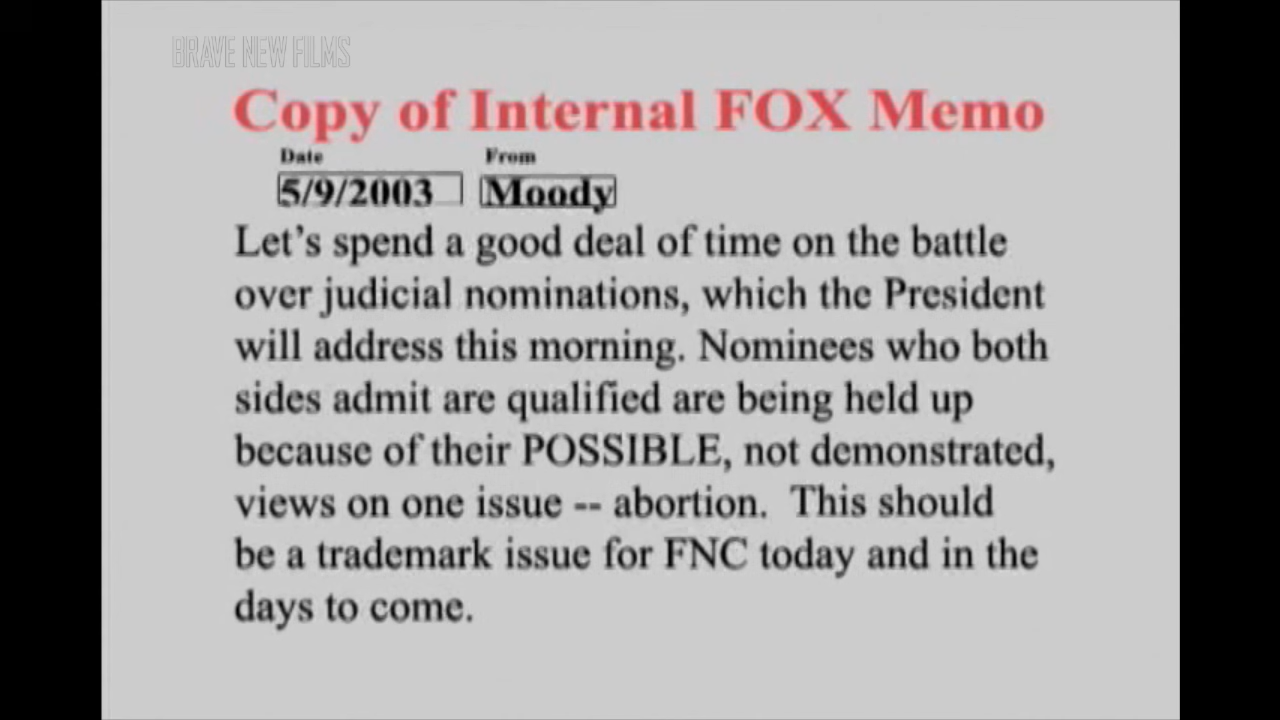 BRAVE NEW FILMS
Copy of Internal FOX Memo
Date From
5/9/2003 Moody
Let’s spend a good deal of time on the battle
over judicial nominations, which the President
will address this morning. Nominees who both
sides admit are qualified are being held up
because of their POSSIBLE, not demonstrated,
views on one issue -- abortion.  This should
be a trademark issue for FNC today and in the
days to come.